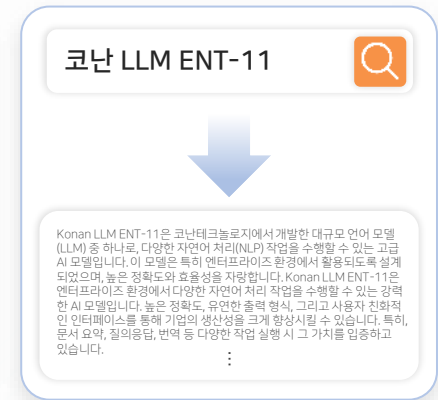 코난 LLM ENT-11
Konan LLM ENT-11은 코난테크놀로지에서 개발한 대규모 언어 모델
(LLM) 중 하나로, 다양한 자연어 처리(NLP) 작업을 수행할 수 있는 고급
AI 모델입니다. 이 모델은 특히 엔터프라이즈 환경에서 활용되도록 설계
되었으며, 높은 정확도와 효율성을 자랑합니다. Konan LLM ENT-11은
엔터프라이즈 환경에서 다양한 자연어 처리 작업을 수행할 수 있는 강력
한 AI 모델입니다. 높은 정확도, 유연한 출력 형식, 그리고 사용자 친화적
인 인터페이스를 통해 기업의 생산성을 크게 향상시킬 수 있습니다. 특히,
문서 요약, 질의응답, 번역 등 다양한 작업 실행 시 그 가치를 입증하고
있습니다.
⋮